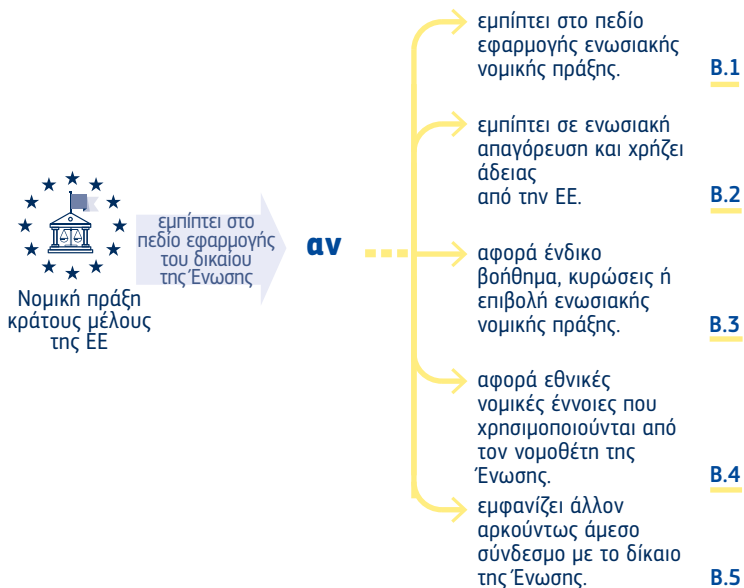 Νομική πράξη
κράτους μέλους
της ΕΕ
εμπίπτει στο
πεδίο εφαρμογής
του δικαίου
της Ένωσης
αν
εμπίπτει στο πεδίο
εφαρμογής ενωσιακής
νομικής πράξης.
B.1
εμπίπτει σε ενωσιακή
απαγόρευση και χρήζει
άδειας
από την ΕΕ.
B.2
αφορά ένδικο
βοήθημα, κυρώσεις ή
επιβολή ενωσιακής
νομικής πράξης.
B.3
αφορά εθνικές
νομικές έννοιες που
χρησιμοποιούνται από
τον νομοθέτη της
Ένωσης.
B.4
εμφανίζει άλλον
αρκούντως άμεσο
σύνδεσμο με το δίκαιο
της Ένωσης.
B.5